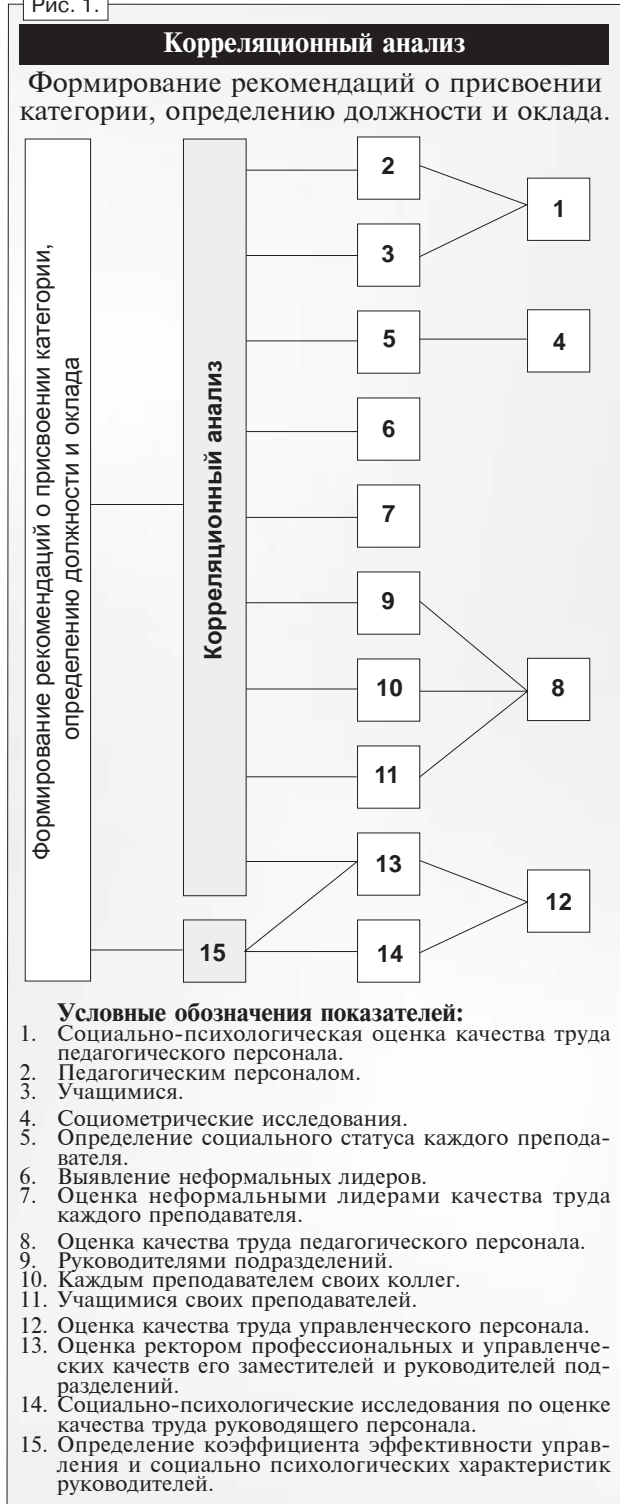 Рис. 1.
Корреляционный анализ
Формирование рекомендаций о присвоении
категории, определению должности и оклада.
Формирование рекомендаций о присвоении категории,
определению должности и оклада
Корреляционный анализ
2
1
3
5
4
6
7
9
10
8
11
13
12
15
14
Условные обозначения показателей:
1. Социально-психологическая оценка качества труда
педагогического персонала.
2. Педагогическим персоналом.
3. Учащимися.
4. Социометрические исследования.
5. Определение социального статуса каждого препода-
вателя.
6. Выявление неформальных лидеров.
7. Оценка неформальными лидерами качества труда
каждого преподавателя.
8. Оценка качества труда педагогического персонала.
9. Руководителями подразделений.
10. Каждым преподавателем своих коллег.
11. Учащимися своих преподавателей.
12. Оценка качества труда управленческого персонала.
13. Оценка ректором профессиональных и управленче-
ских качеств его заместителей и руководителей под-
разделений.
14. Социально-психологические исследования по оценке
качества труда руководящего персонала.
15. Определение коэффициента эффективности управ-
ления и социально психологических характеристик
руководителей.